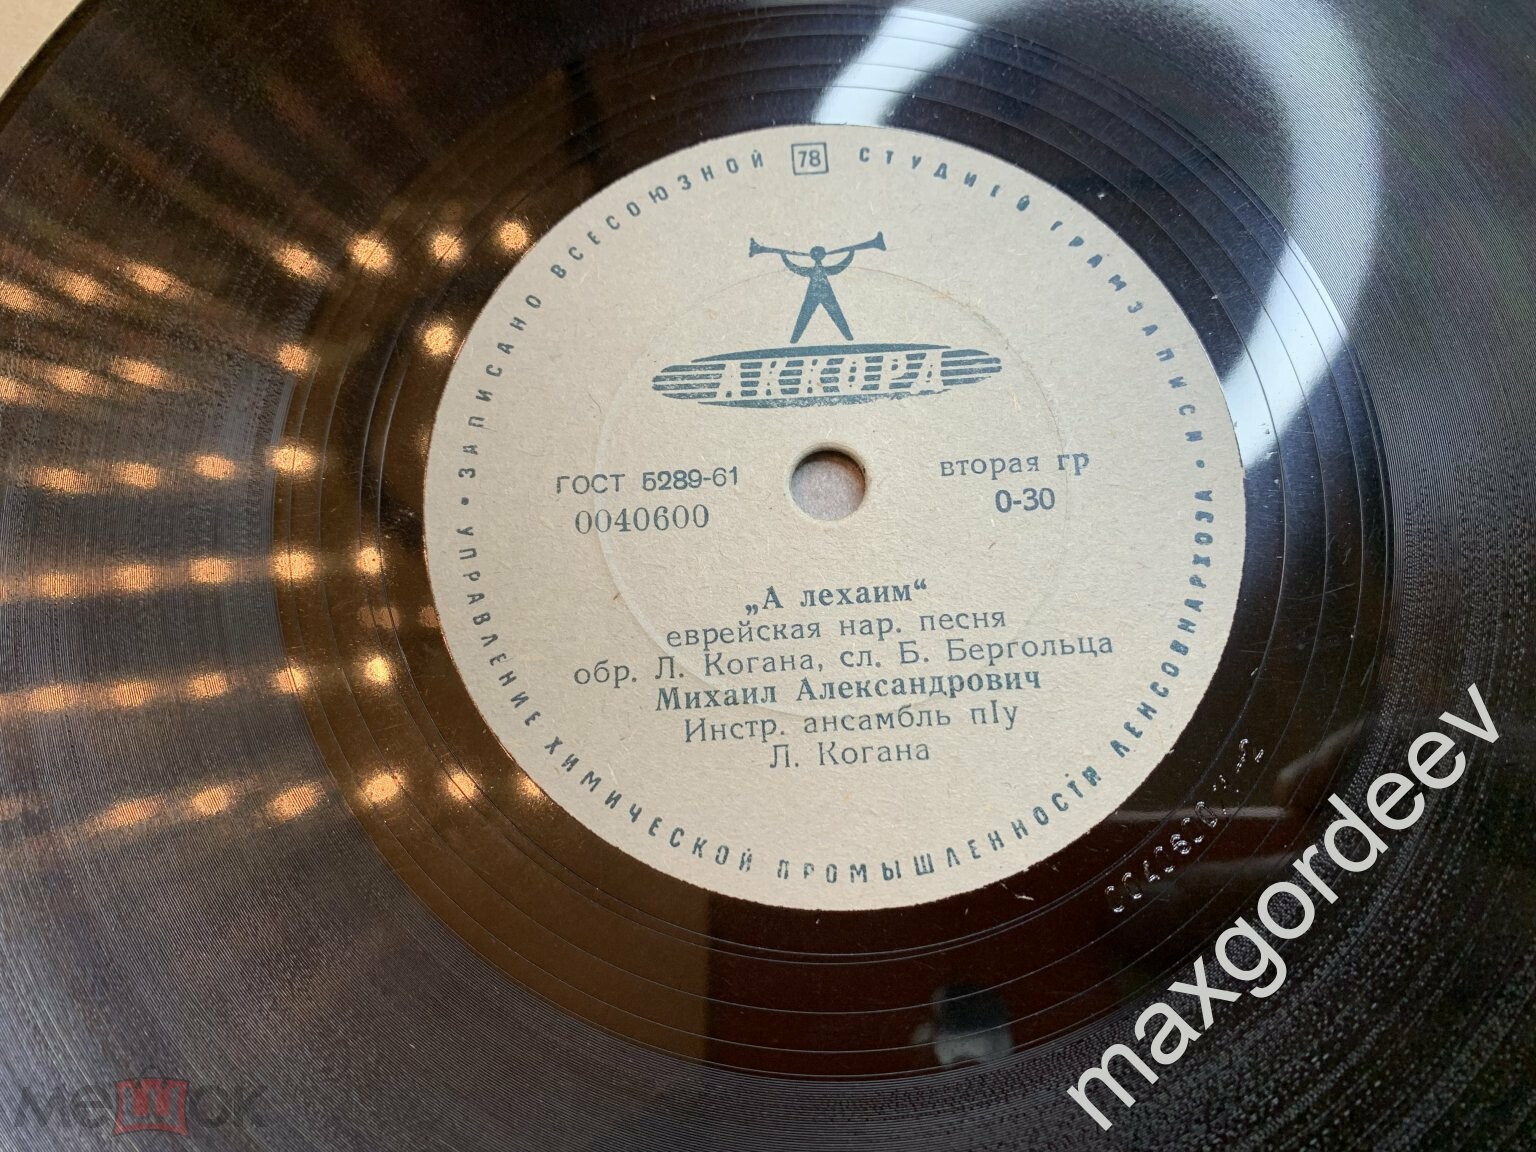 ЗАПИСАНО ВСЕСОЮЗНОЙ 78 СТУДИЕЙ ГРАМЗАПИСИ •
АККОРД
ГОСТ 5289-61
0040600
вторая гр
0-30
„А лехаим“
еврейская нар. песня
обр. Л. Когана, сл. Б. Бергольца
Михаил Александрович
Инстр. ансамбль п/у
Л. Когана
• УПРАВЛЕНИЕ ХИМИЧЕСКОЙ ПРОМЫШЛЕННОСТИ ЛЕНСОВНАРХОЗА
maxgordeev
Мешок